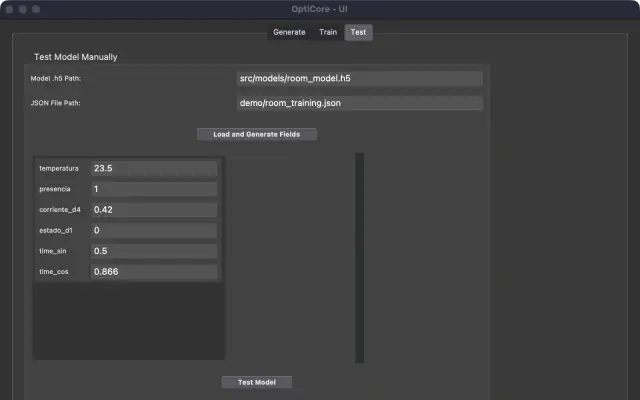 OptiCore - UI
Generate Train Test
Test Model Manually
Model .h5 Path: src/models/room_model.h5
JSON File Path: demo/room_training.json
Load and Generate Fields
temperatura 23.5
presencia 1
corriente_d4 0.42
estado_d1 0
time_sin 0.5
time_cos 0.866
Test Model